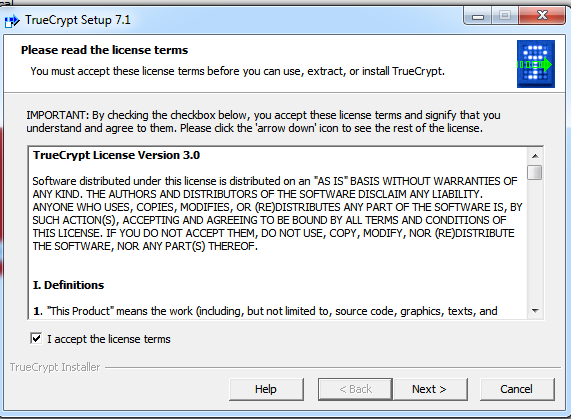 TrueCrypt Setup 7.1
Please read the license terms
You must accept these license terms before you can use, extract, or install TrueCrypt.
IMPORTANT: By checking the checkbox below, you accept these license terms and signify that you
understand and agree to them. Please click the 'arrow down' icon to see the rest of the license.
TrueCrypt License Version 3.0
Software distributed under this license is distributed on an "AS IS" BASIS WITHOUT WARRANTIES OF
ANY KIND. THE AUTHORS AND DISTRIBUTORS OF THE SOFTWARE DISCLAIM ANY LIABILITY.
ANYONE WHO USES, COPIES, MODIFIES, OR (RE)DISTRIBUTES ANY PART OF THE SOFTWARE IS, BY
SUCH ACTION(S), ACCEPTING AND AGREEING TO BE BOUND BY ALL TERMS AND CONDITIONS OF
THIS LICENSE. IF YOU DO NOT ACCEPT THEM, DO NOT USE, COPY, MODIFY, NOR (RE)DISTRIBUTE
THE SOFTWARE, NOR ANY PART(S) THEREOF.
I. Definitions
1. "This Product" means the work (including, but not limited to, source code, graphics, texts, and
I accept the license terms
TrueCrypt Installer
Help
< Back
Next >
Cancel